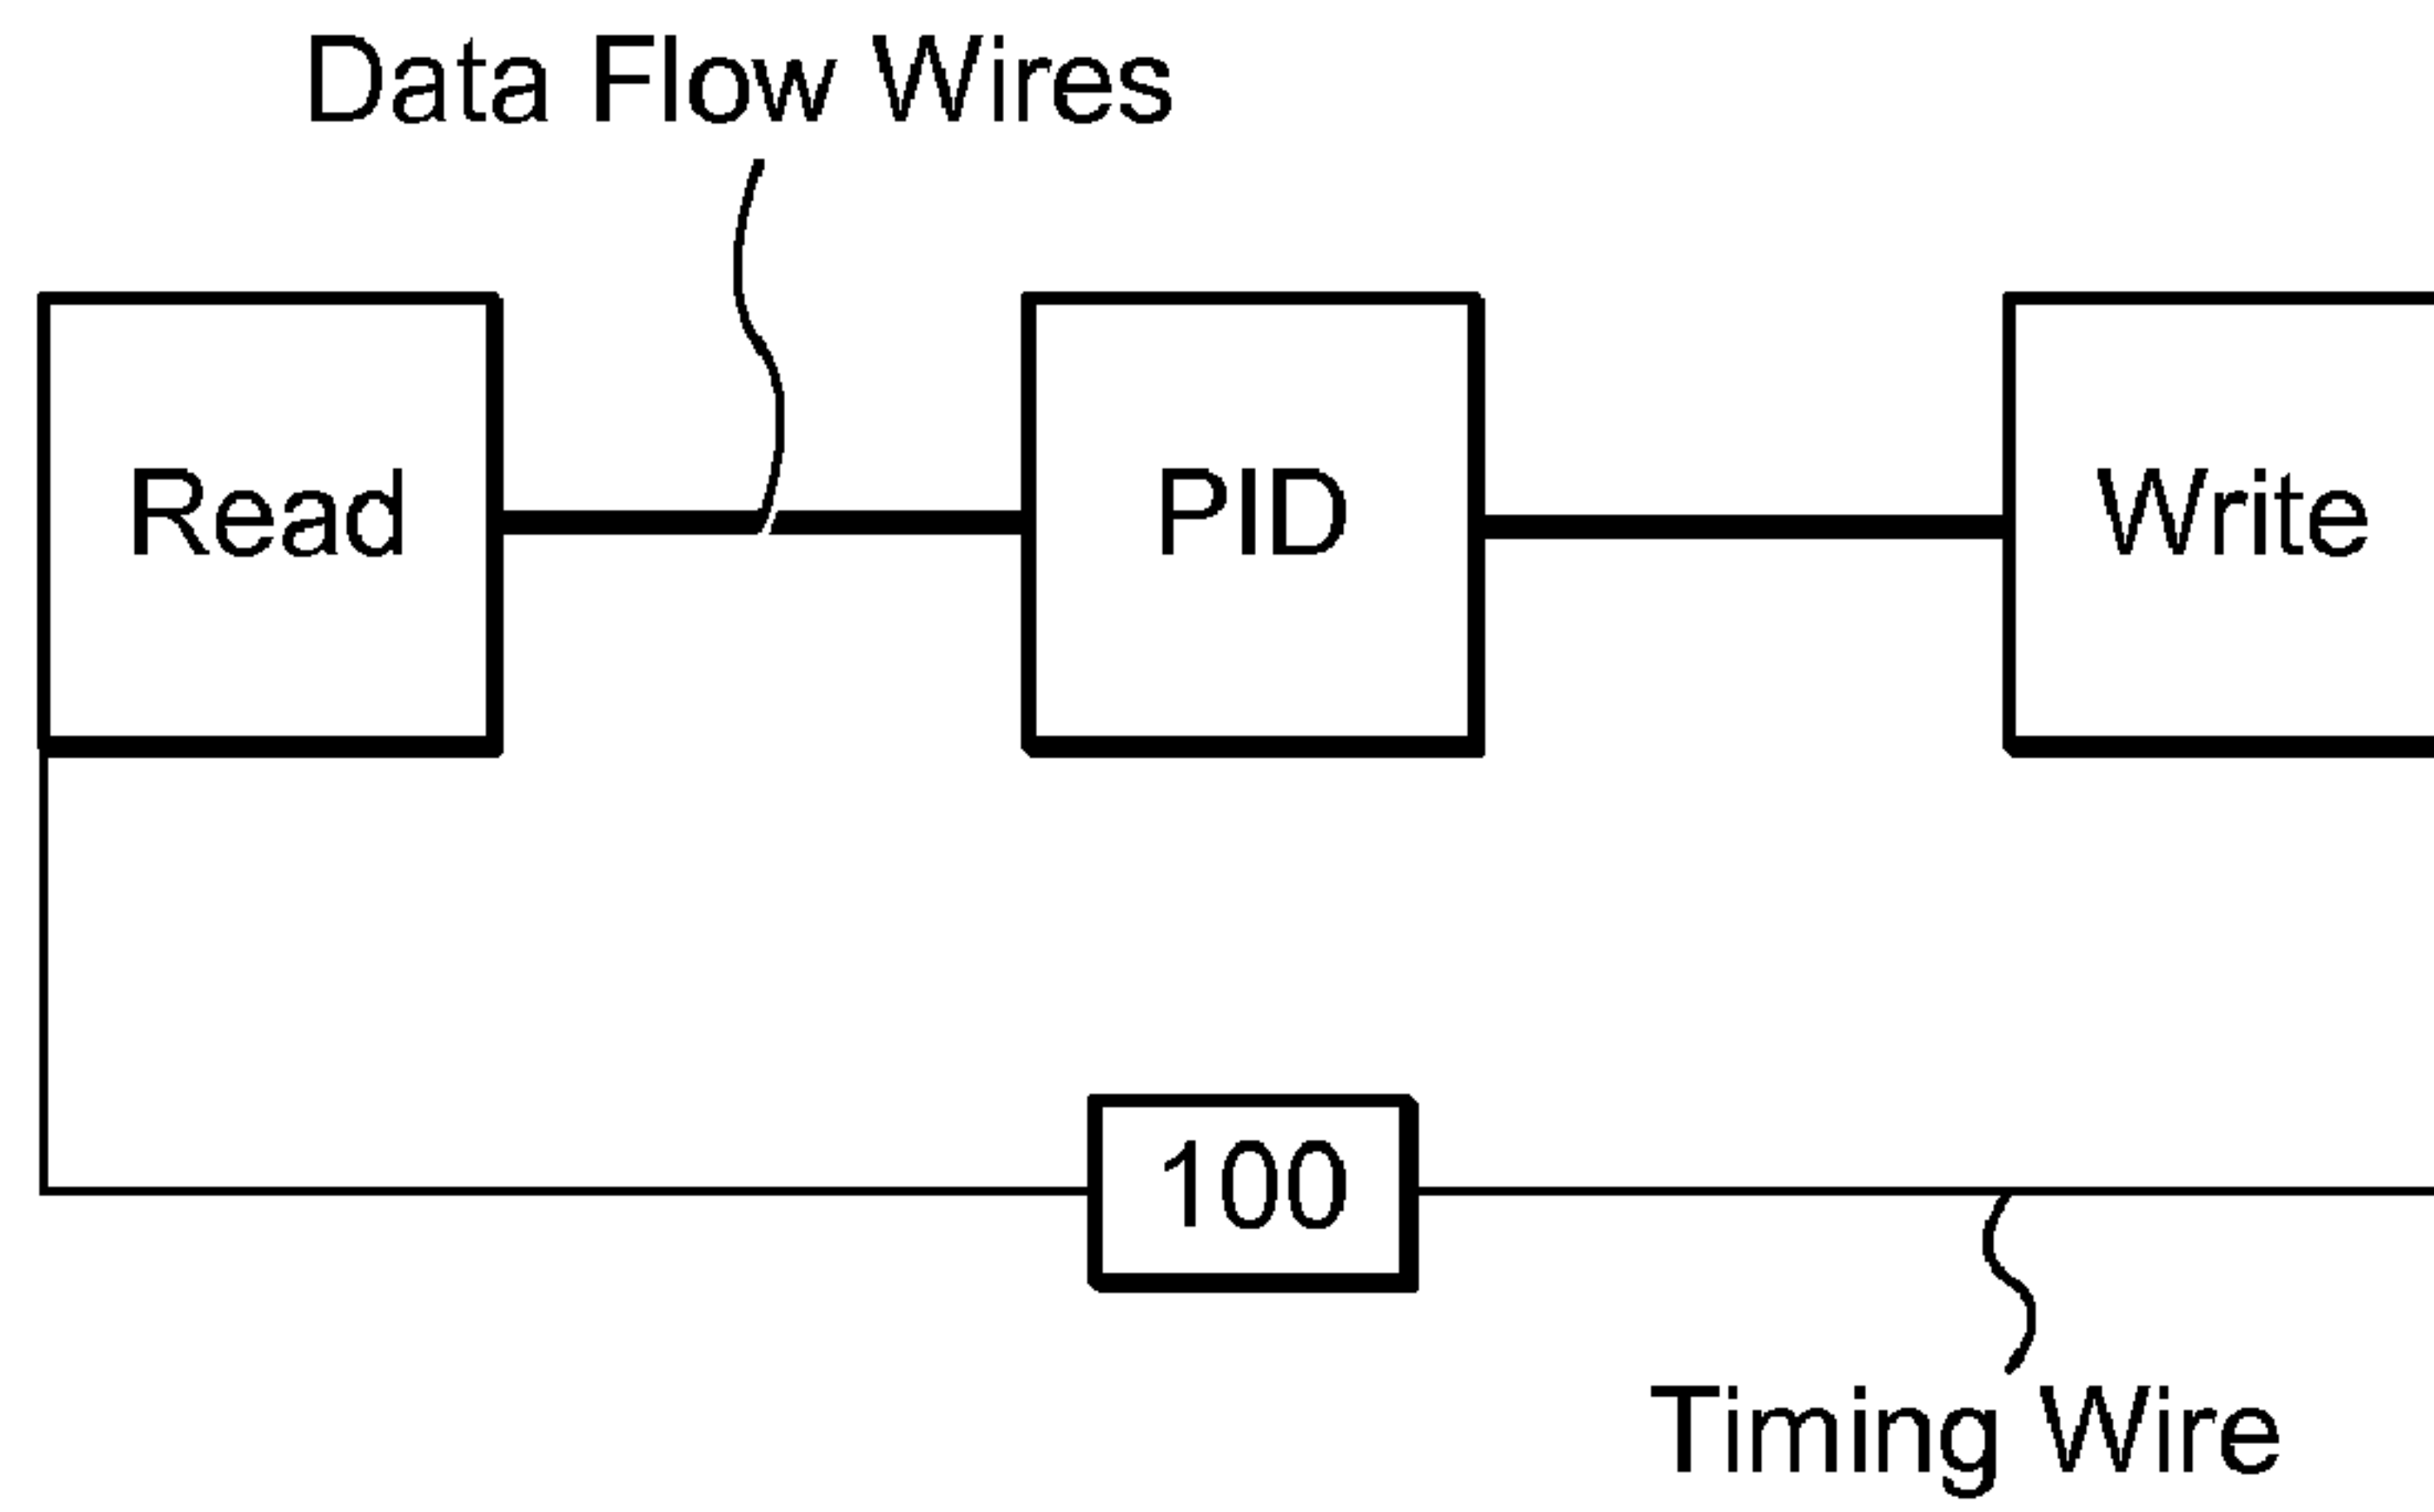 Data Flow Wires
Read
PID
Write
100
Timing Wire